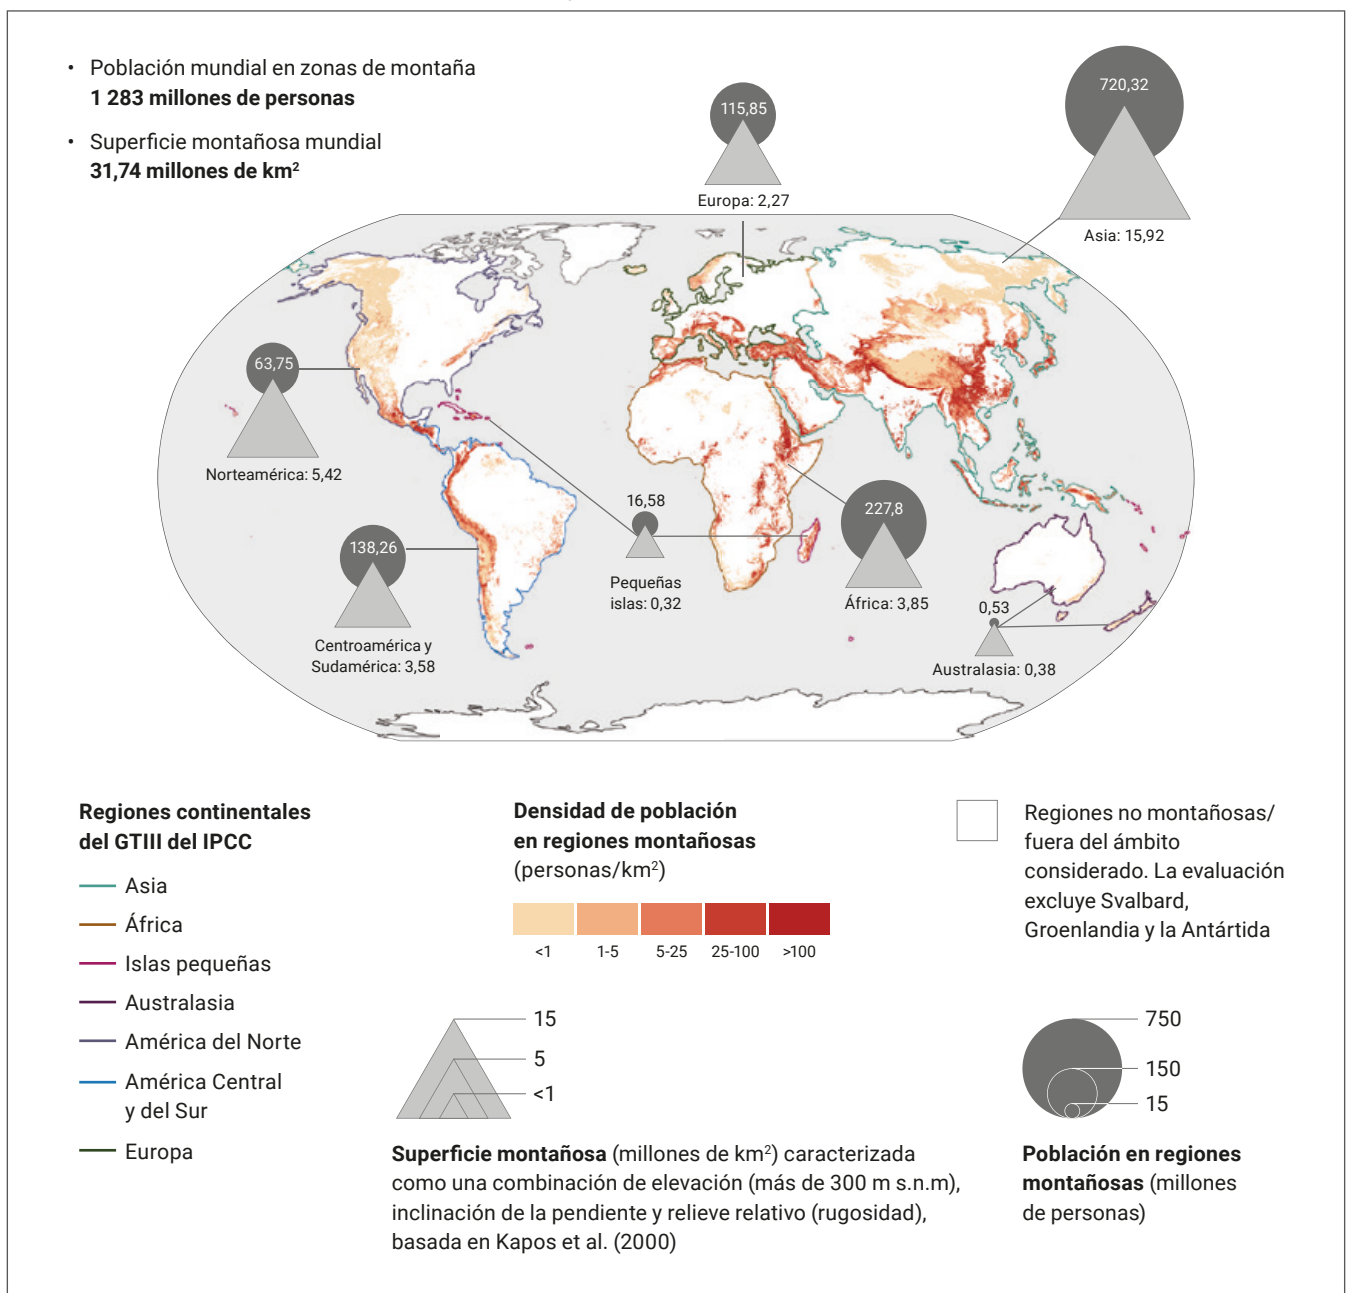 • Población mundial en zonas de montaña
1 283 millones de personas
• Superficie montañosa mundial
31,74 millones de km²
115,85
Europa: 2,27
720,32
Asia: 15,92
63,75
Norteamérica: 5,42
138,26
Centroamérica y
Sudamérica: 3,58
16,58
Pequeñas
islas: 0,32
227,8
África: 3,85
0,53
Australasia: 0,38
Regiones continentales
del GTIII del IPCC
Asia
África
Islas pequeñas
Australasia
América del Norte
América Central
y del Sur
Europa
Densidad de población
en regiones montañosas
(personas/km²)
<1 1-5 5-25 25-100 >100
Regiones no montañosas/
fuera del ámbito
considerado. La evaluación
excluye Svalbard,
Groenlandia y la Antártida
15
5
<1
Superficie montañosa (millones de km²) caracterizada
como una combinación de elevación (más de 300 m s.n.m),
inclinación de la pendiente y relieve relativo (rugosidad),
basada en Kapos et al. (2000)
750
150
15
Población en regiones
montañosas (millones
de personas)